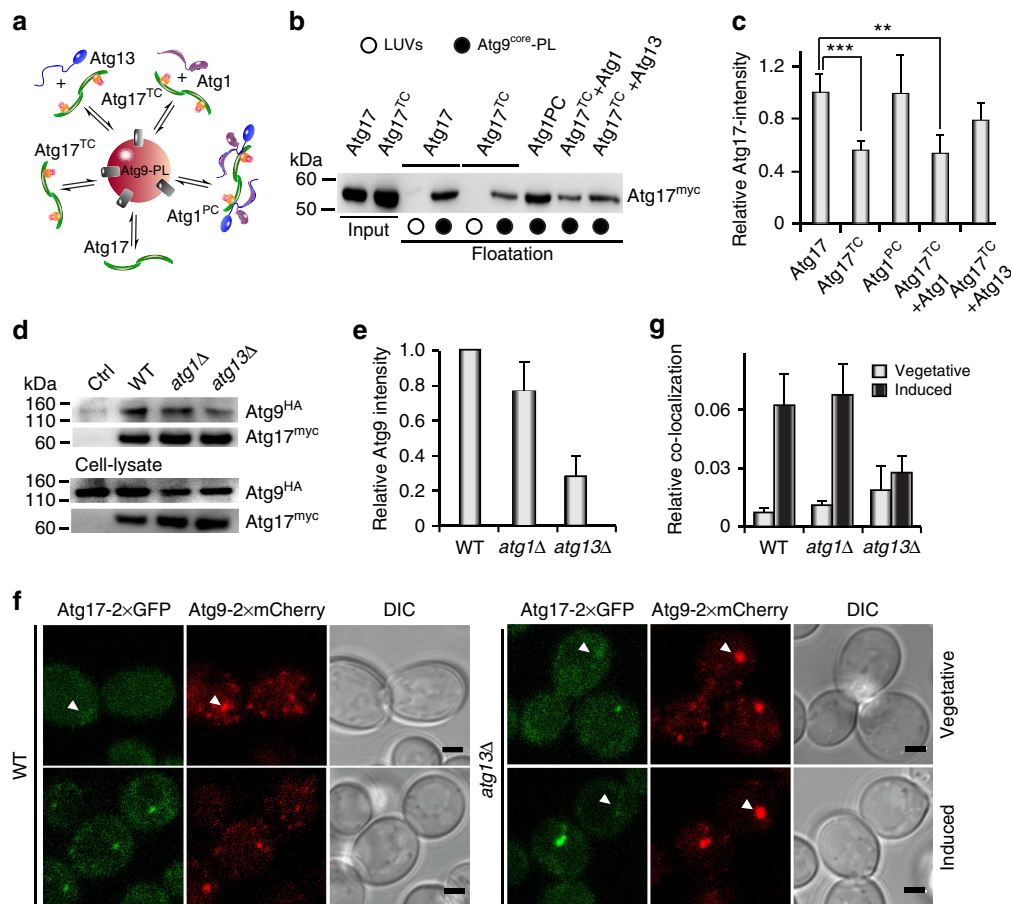 a
Atg13
+
Atg17TC
+
Atg1
Atg17TC
Atg9-PL
Atg1PC
Atg17
b
LUVs
Atg9core-PL
Atg17
Atg17TC
Atg17
Atg17TC
Atg1PC
Atg17TC+Atg1
Atg17TC+Atg13
kDa
60
50
Atg17myc
Input
Floatation
c
Relative Atg17-intensity
1.2
0.8
0.4
0
***
**
Atg17
Atg17TC
Atg1PC
Atg17TC
+Atg1
Atg17TC
+Atg13
d
Ctrl
WT
atg1Δ
atg13Δ
kDa
160
110
Atg9HA
60
Atg17myc
Cell-lysate
160
110
Atg9HA
60
Atg17myc
e
Relative Atg9 intensity
1.0
0.8
0.6
0.4
0.2
0
WT
atg1Δ
atg13Δ
g
Relative co-localization
0.06
0.03
0
Vegetative
Induced
WT
atg1Δ
atg13Δ
f
Atg17-2×GFP
Atg9-2×mCherry
DIC
Atg17-2×GFP
Atg9-2×mCherry
DIC
WT
atg13Δ
Vegetative
Induced